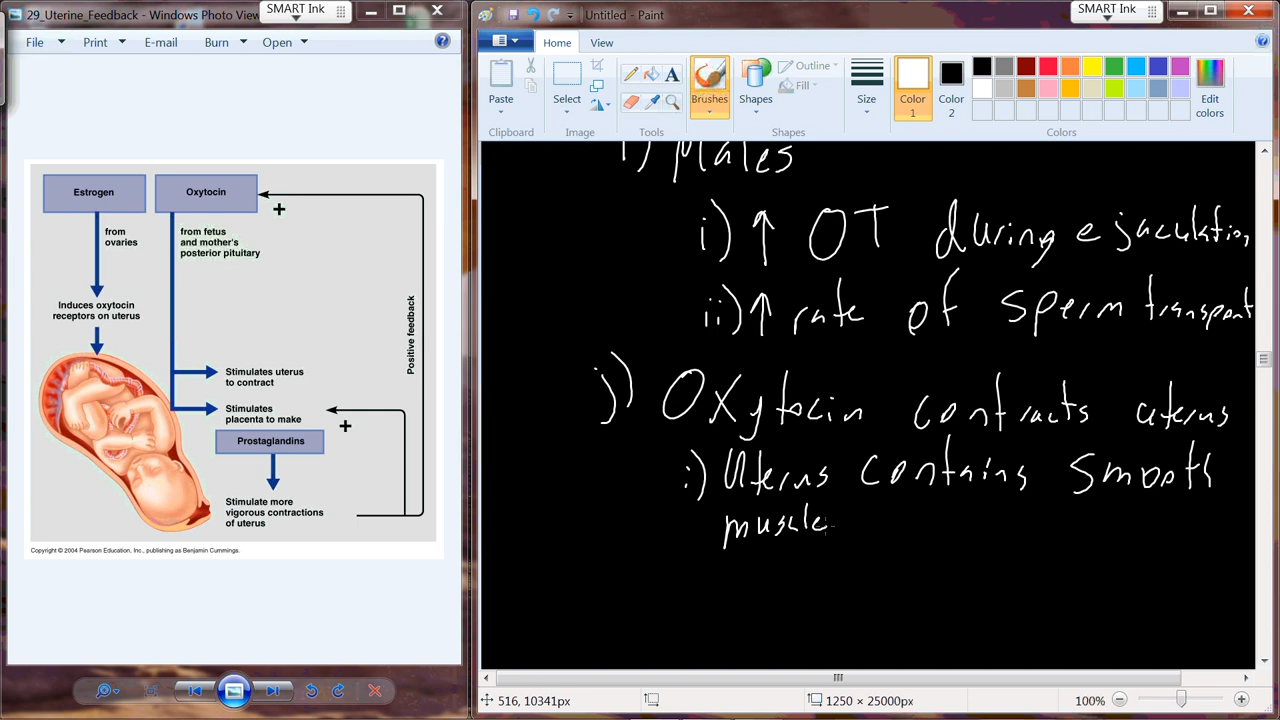 29_Uterine_Feedback - Windows Photo View
SMART Ink
File Print E-mail Burn Open
Estrogen
Oxytocin
+
from
ovaries
from fetus
and mother's
posterior pituitary
Induces oxytocin
receptors on uterus
Positive feedback
Stimulates uterus
to contract
Stimulates
placenta to make
+
Prostaglandins
Stimulate more
vigorous contractions
of uterus
Copyright © 2004 Pearson Education, Inc., publishing as Benjamin Cummings.
Untitled - Paint
SMART Ink
Home View
Paste
Select
Brushes
Shapes
Outline
Fill
Size
Color
1
Color
2
Edit
colors
Clipboard Image Tools Shapes Colors
Males
i) ↑ OT during ejaculation
ii) ↑ rate of sperm transport
j) Oxytocin contracts uterus
i) Uterus contains smooth
muscle
516, 10341px
1250 × 25000px
100%